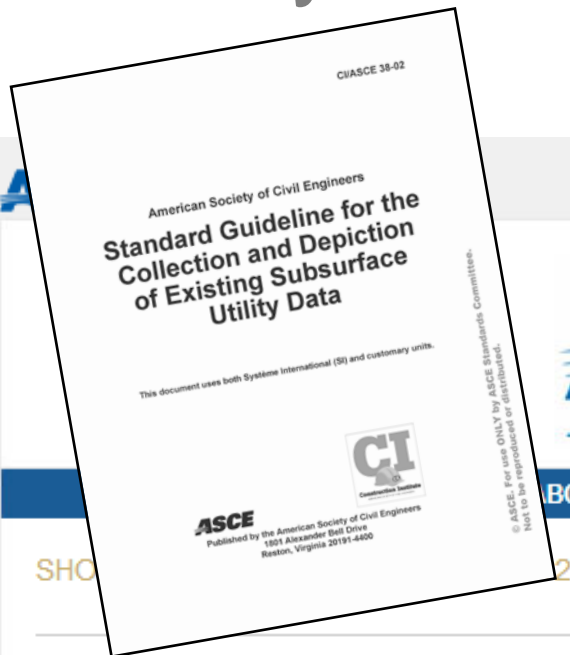 CI/ASCE 38-02
American Society of Civil Engineers
Standard Guideline for the
Collection and Depiction
of Existing Subsurface
Utility Data
This document uses both Système International (SI) and customary units.
CI
Construction Institute
ASCE
Published by the American Society of Civil Engineers
1801 Alexander Bell Drive
Reston, Virginia 20191-4400
© ASCE. For use ONLY by ASCE Standards Committee.
Not to be reproduced or distributed.
ABO
SHO
2